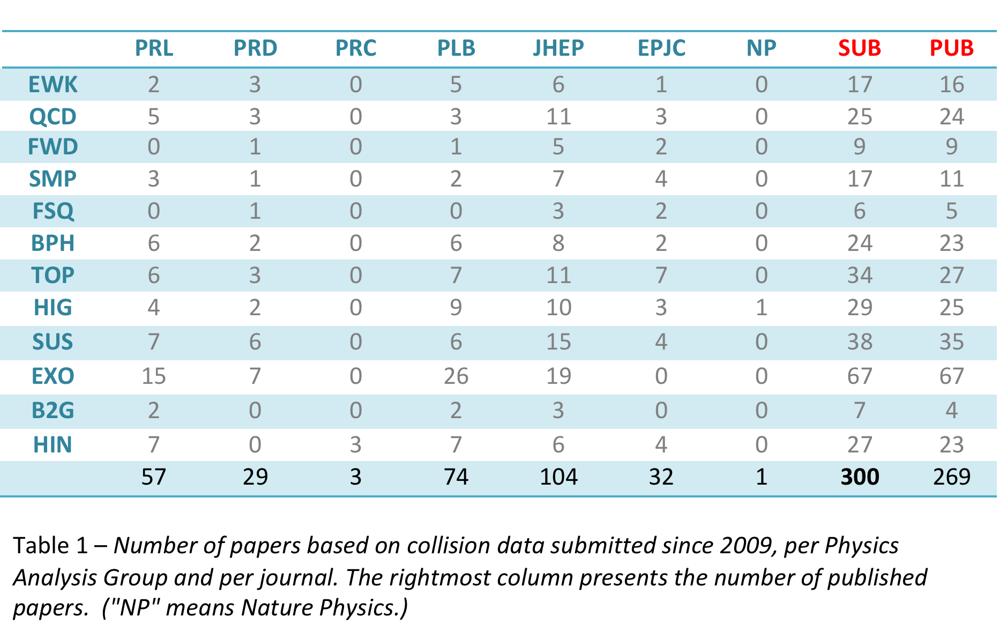 PRL PRD PRC PLB JHEP EPJC NP SUB PUB
EWK 2 3 0 5 6 1 0 17 16
QCD 5 3 0 3 11 3 0 25 24
FWD 0 1 0 1 5 2 0 9 9
SMP 3 1 0 2 7 4 0 17 11
FSQ 0 1 0 0 3 2 0 6 5
BPH 6 2 0 6 8 2 0 24 23
TOP 6 3 0 7 11 7 0 34 27
HIG 4 2 0 9 10 3 1 29 25
SUS 7 6 0 6 15 4 0 38 35
EXO 15 7 0 26 19 0 0 67 67
B2G 2 0 0 2 3 0 0 7 4
HIN 7 0 3 7 6 4 0 27 23
57 29 3 74 104 32 1 300 269
Table 1 – Number of papers based on collision data submitted since 2009, per Physics
Analysis Group and per journal. The rightmost column presents the number of published
papers. ("NP" means Nature Physics.)